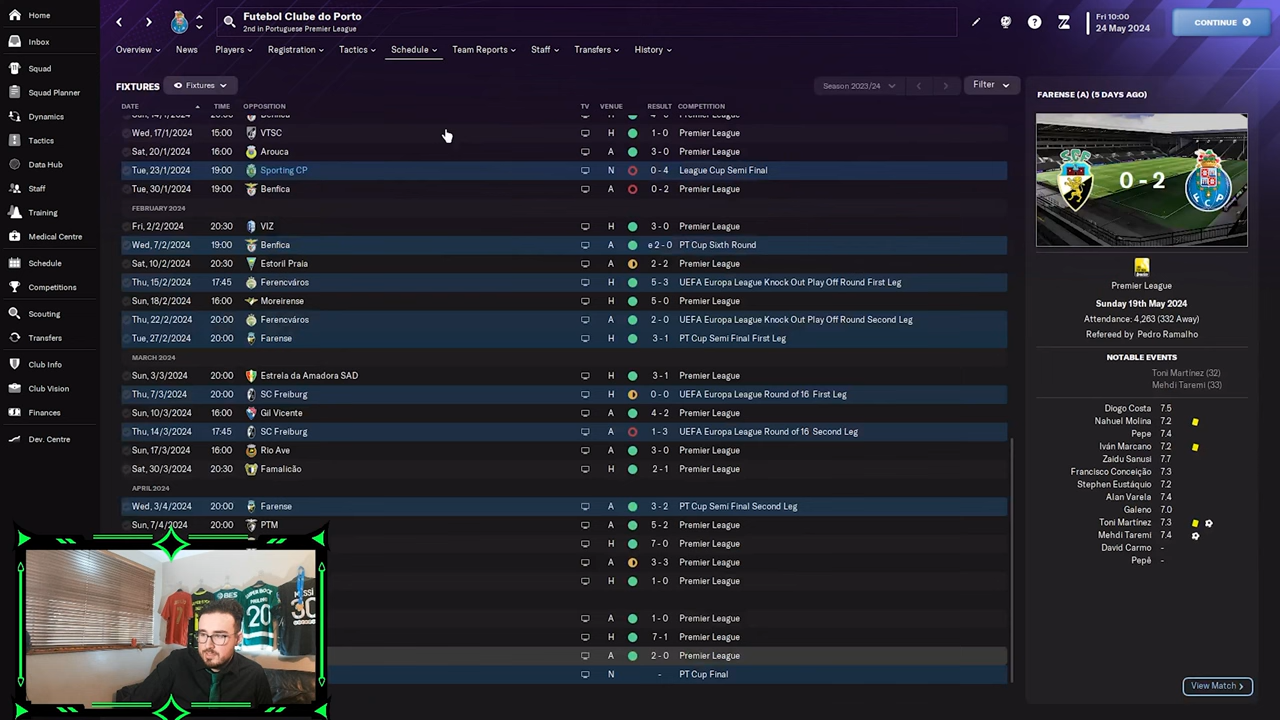 Home
Inbox
Squad
Squad Planner
Dynamics
Tactics
Data Hub
Staff
Training
Medical Centre
Schedule
Competitions
Scouting
Transfers
Club Info
Club Vision
Finances
Dev. Centre
Futebol Clube do Porto
2nd in Portuguese Premier League
Fri 10:00
24 May 2024
CONTINUE
Overview News Players Registration Tactics Schedule Team Reports Staff Transfers History
FIXTURES Fixtures Season 2023/24 Filter
DATE TIME OPPOSITION TV VENUE RESULT COMPETITION
Wed, 17/1/2024 15:00 VTSC H 1 - 0 Premier League
Sat, 20/1/2024 16:00 Arouca A 3 - 0 Premier League
Tue, 23/1/2024 19:00 Sporting CP N 0 - 4 League Cup Semi Final
Tue, 30/1/2024 19:00 Benfica A 0 - 2 Premier League
FEBRUARY 2024
Fri, 2/2/2024 20:30 VIZ H 3 - 0 Premier League
Wed, 7/2/2024 19:00 Benfica A e 2 - 0 PT Cup Sixth Round
Sat, 10/2/2024 20:30 Estoril Praia A 2 - 2 Premier League
Thu, 15/2/2024 17:45 Ferencváros H 5 - 3 UEFA Europa League Knock Out Play Off Round First Leg
Sun, 18/2/2024 16:00 Moreirense H 5 - 0 Premier League
Thu, 22/2/2024 20:00 Ferencváros A 2 - 0 UEFA Europa League Knock Out Play Off Round Second Leg
Tue, 27/2/2024 20:00 Farense H 3 - 1 PT Cup Semi Final First Leg
MARCH 2024
Sun, 3/3/2024 20:00 Estrela da Amadora SAD H 3 - 1 Premier League
Thu, 7/3/2024 20:00 SC Freiburg H 0 - 0 UEFA Europa League Round of 16 First Leg
Sun, 10/3/2024 16:00 Gil Vicente A 4 - 2 Premier League
Thu, 14/3/2024 17:45 SC Freiburg A 1 - 3 UEFA Europa League Round of 16 Second Leg
Sun, 17/3/2024 16:00 Rio Ave A 3 - 0 Premier League
Sat, 30/3/2024 20:30 Famalicão H 2 - 1 Premier League
APRIL 2024
Wed, 3/4/2024 20:00 Farense A 3 - 2 PT Cup Semi Final Second Leg
Sun, 7/4/2024 20:00 PTM A 5 - 2 Premier League
H 7 - 0 Premier League
A 3 - 3 Premier League
H 1 - 0 Premier League
A 1 - 0 Premier League
H 7 - 1 Premier League
A 2 - 0 Premier League
N - PT Cup Final
FARENSE (A) (5 DAYS AGO)
0 - 2
Premier League
Sunday 19th May 2024
Attendance: 4,263 (332 Away)
Refereed by Pedro Ramalho
NOTABLE EVENTS
Toni Martínez (32)
Mehdi Taremi (33)
Diogo Costa 7.5
Nahuel Molina 7.2
Pepe 7.4
Iván Marcano 7.2
Zaidu Sanusi 7.7
Francisco Conceição 7.3
Stephen Eustáquio 7.2
Alan Varela 7.4
Galeno 7.0
Toni Martínez 7.3
Mehdi Taremi 7.4
David Carmo -
Pepê -
View Match
BES
SUPER BOCK
20
MESSI
30